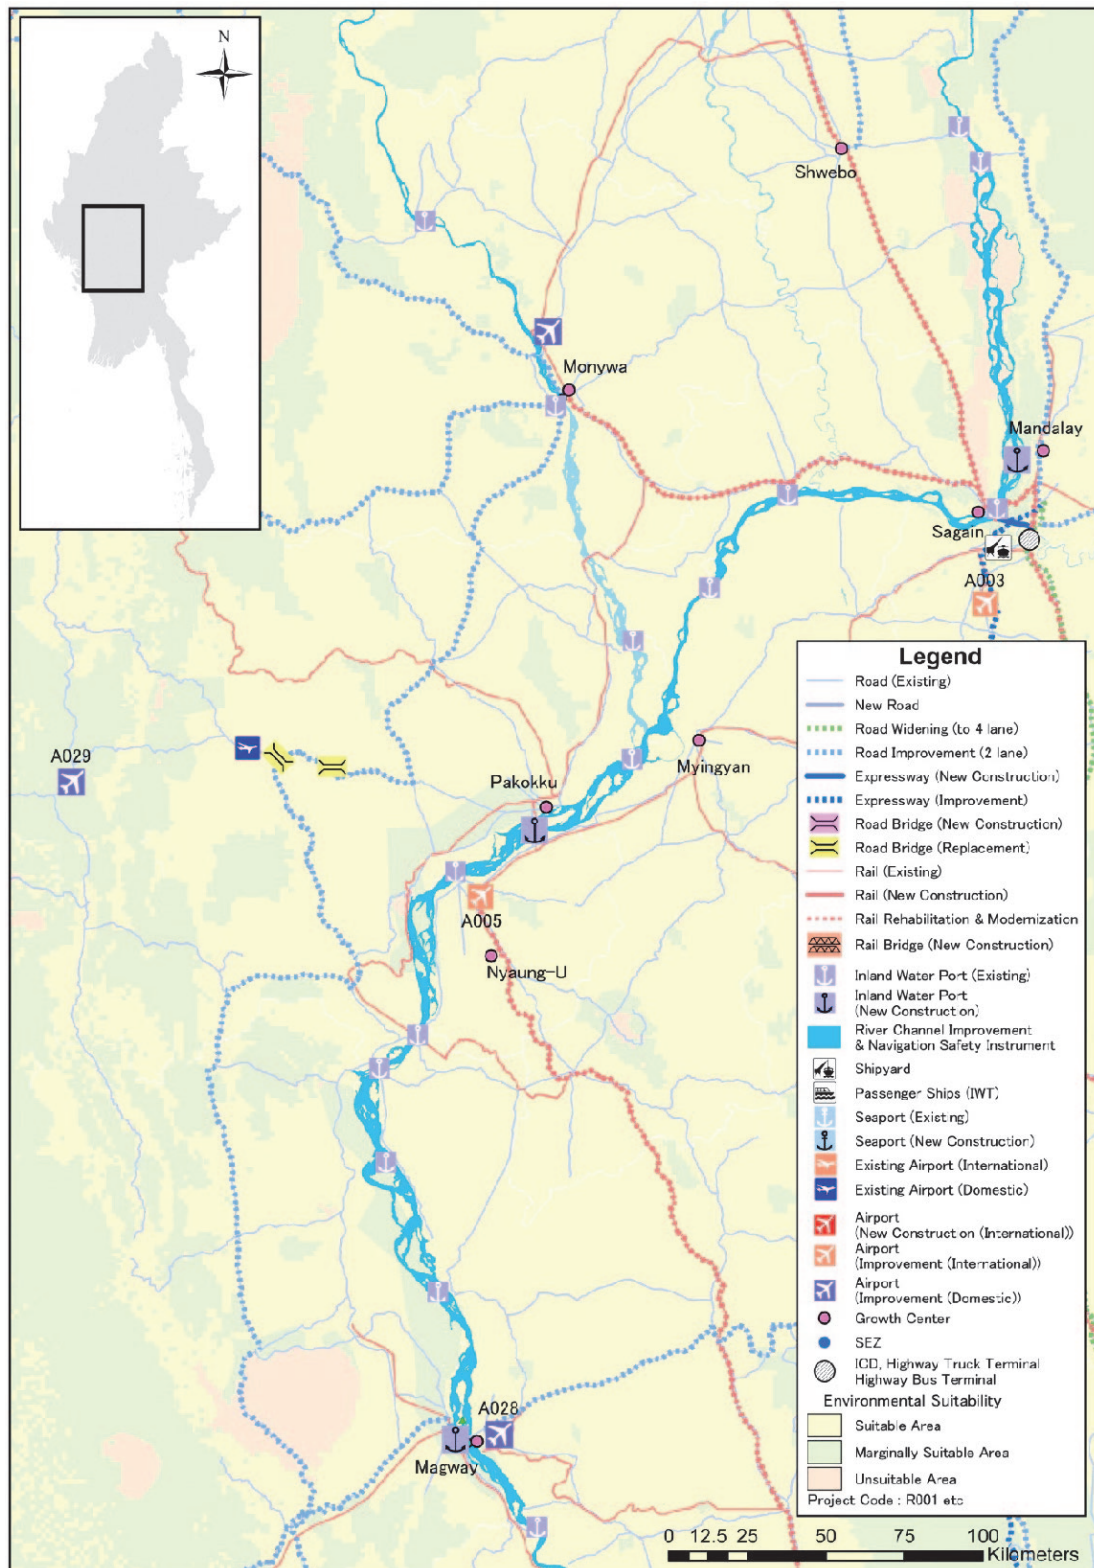 N
Shwebo
Monywa
Mandalay
Sagain
A003
A029
Pakokku
Myingyan
A005
Nyaung-U
A028
Magway
Legend
Road (Existing)
New Road
Road Widening (to 4 lane)
Road Improvement (2 lane)
Expressway (New Construction)
Expressway (Improvement)
Road Bridge (New Construction)
Road Bridge (Replacement)
Rail (Existing)
Rail (New Construction)
Rail Rehabilitation & Modernization
Rail Bridge (New Construction)
Inland Water Port (Existing)
Inland Water Port
(New Construction)
River Channel Improvement
& Navigation Safety Instrument
Shipyard
Passenger Ships (IWT)
Seaport (Existing)
Seaport (New Construction)
Existing Airport (International)
Existing Airport (Domestic)
Airport
(New Construction (International))
Airport
(Improvement (International))
Airport
(Improvement (Domestic))
Growth Center
SEZ
ICD, Highway Truck Terminal
Highway Bus Terminal
Environmental Suitability
Suitable Area
Marginally Suitable Area
Unsuitable Area
Project Code : R001 etc
0 12.5 25 50 75 100
Kilometers